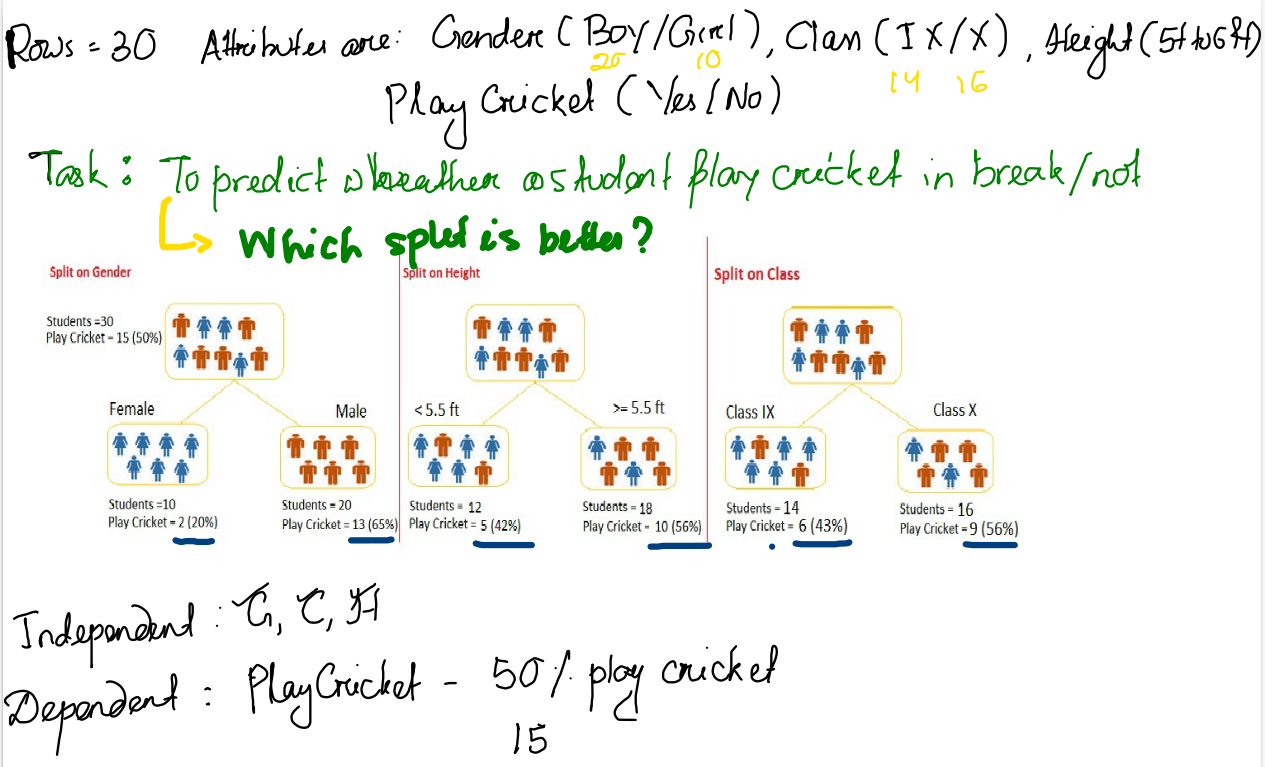 Rows = 30 Attributes are: Gender (Boy/Girl), Class (IX/X), Height (5ft to 6ft)
20 10 14 16
Play Cricket (Yes/No)
Task: To predict wheather a student play cricket in break/not
Which split is better?
Split on Gender
Students =30
Play Cricket = 15 (50%)
Female
Male
Students =10
Play Cricket = 2 (20%)
Students = 20
Play Cricket = 13 (65%)
Split on Height
< 5.5 ft
>= 5.5 ft
Students = 12
Play Cricket = 5 (42%)
Students = 18
Play Cricket = 10 (56%)
Split on Class
Class IX
Class X
Students = 14
Play Cricket = 6 (43%)
Students = 16
Play Cricket = 9 (56%)
Independend : G, C, H
Dependend : Play Cricket - 50% play cricket
15